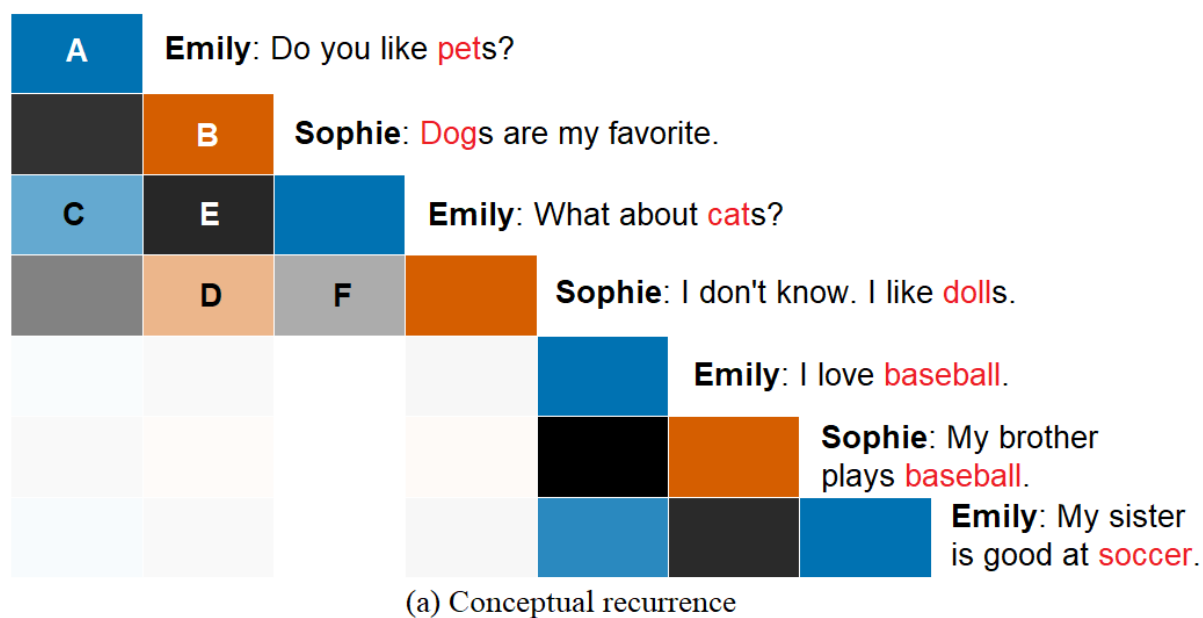 A
Emily: Do you like pets?
B
Sophie: Dogs are my favorite.
C
E
Emily: What about cats?
D
F
Sophie: I don't know. I like dolls.
Emily: I love baseball.
Sophie: My brother
plays baseball.
Emily: My sister
is good at soccer.
(a) Conceptual recurrence